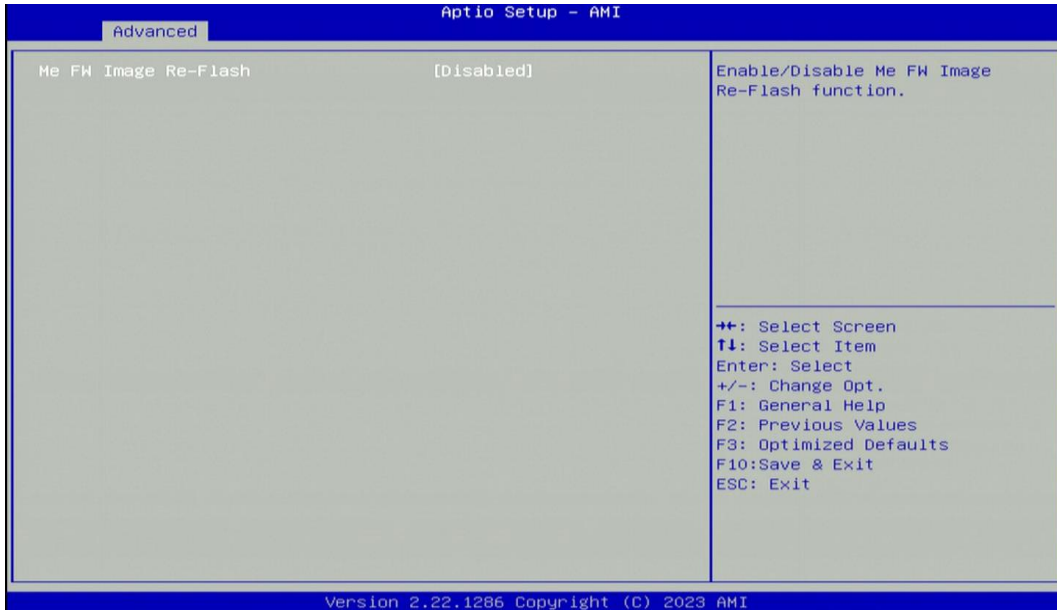 Aptio Setup - AMI
Advanced
Me FW Image Re-Flash [Disabled]
Enable/Disable Me FW Image
Re-Flash function.
→←: Select Screen
↑↓: Select Item
Enter: Select
+/-: Change Opt.
F1: General Help
F2: Previous Values
F3: Optimized Defaults
F10:Save & Exit
ESC: Exit
Version 2.22.1286 Copyright (C) 2023 AMI